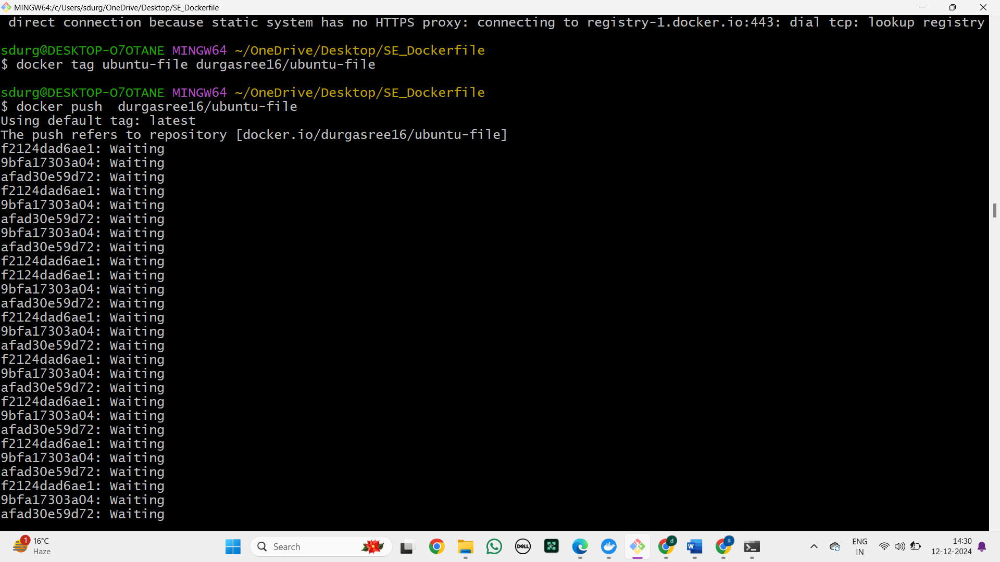 MINGW64:/c/Users/sdurg/OneDrive/Desktop/SE_Dockerfile
direct connection because static system has no HTTPS proxy: connecting to registry-1.docker.io:443: dial tcp: lookup registry
sdurg@DESKTOP-O7OTANE MINGW64 ~/OneDrive/Desktop/SE_Dockerfile
$ docker tag ubuntu-file durgasree16/ubuntu-file
sdurg@DESKTOP-O7OTANE MINGW64 ~/OneDrive/Desktop/SE_Dockerfile
$ docker push  durgasree16/ubuntu-file
Using default tag: latest
The push refers to repository [docker.io/durgasree16/ubuntu-file]
f2124dad6ae1: Waiting
9bfa17303a04: Waiting
afad30e59d72: Waiting
f2124dad6ae1: Waiting
9bfa17303a04: Waiting
afad30e59d72: Waiting
9bfa17303a04: Waiting
afad30e59d72: Waiting
f2124dad6ae1: Waiting
f2124dad6ae1: Waiting
9bfa17303a04: Waiting
afad30e59d72: Waiting
f2124dad6ae1: Waiting
9bfa17303a04: Waiting
afad30e59d72: Waiting
f2124dad6ae1: Waiting
9bfa17303a04: Waiting
afad30e59d72: Waiting
f2124dad6ae1: Waiting
9bfa17303a04: Waiting
afad30e59d72: Waiting
f2124dad6ae1: Waiting
9bfa17303a04: Waiting
afad30e59d72: Waiting
f2124dad6ae1: Waiting
9bfa17303a04: Waiting
afad30e59d72: Waiting
1
16°C
Haze
Search
DELL
d
W
s
ENG
IN
14:30
12-12-2024